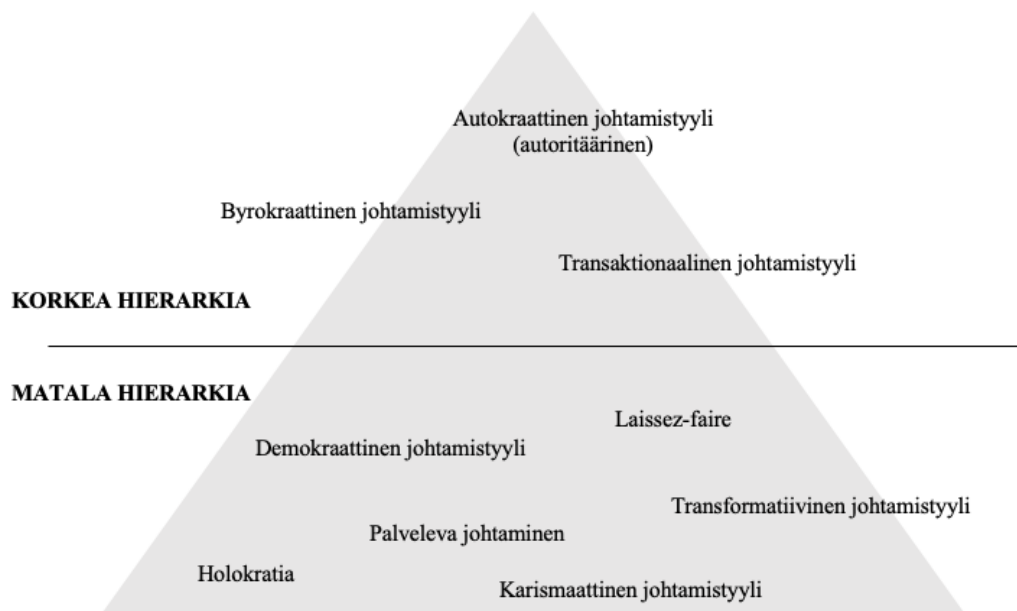 Autokraattinen johtamistyyli
(autoritäärinen)
Byrokraattinen johtamistyyli
Transaktionaalinen johtamistyyli
KORKEA HIERARKIA
MATALA HIERARKIA
Laissez-faire
Demokraattinen johtamistyyli
Transformatiivinen johtamistyyli
Palveleva johtaminen
Holokratia
Karismaattinen johtamistyyli